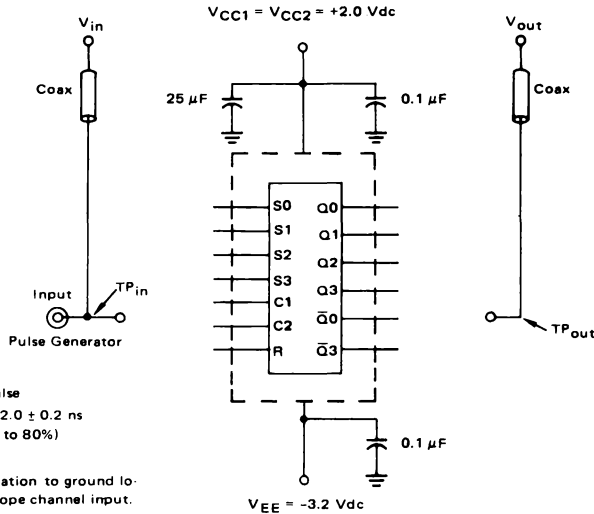 VCC1 = VCC2 = +2.0 Vdc
Vin
Vout
Coax
25 µF
0.1 µF
Coax
S0
S1
S2
S3
C1
C2
R
Q0
Q1
Q2
Q3
Q̅0
Q̅3
Input
TPin
Pulse Generator
TPout
2.0 ± 0.2 ns
to 80%)
0.1 µF
to ground lo-
channel input.
VEE = -3.2 Vdc